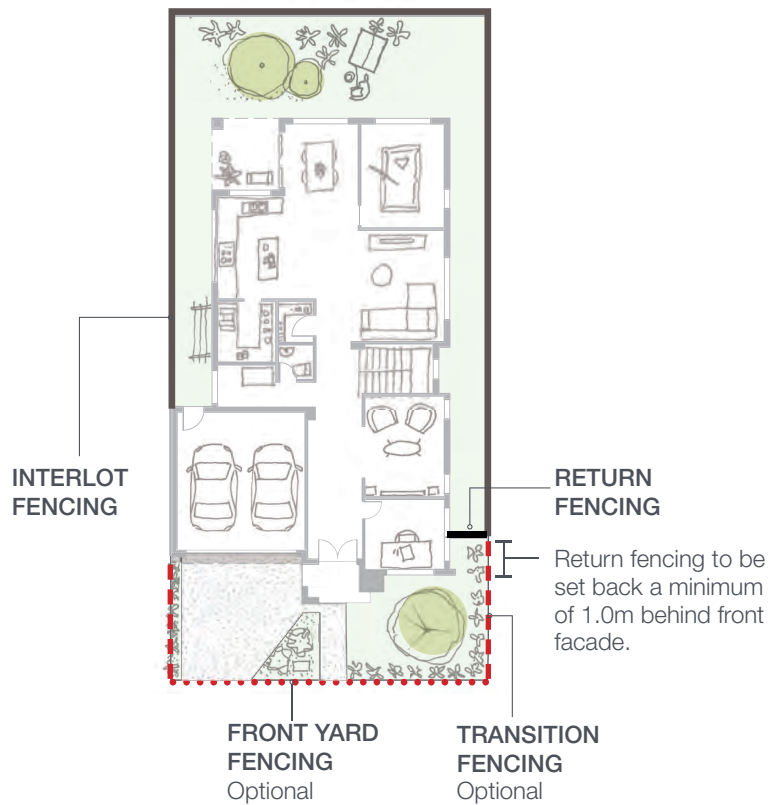 INTERLOT
FENCING
RETURN
FENCING
Return fencing to be
set back a minimum
of 1.0m behind front
facade.
FRONT YARD
FENCING
Optional
TRANSITION
FENCING
Optional